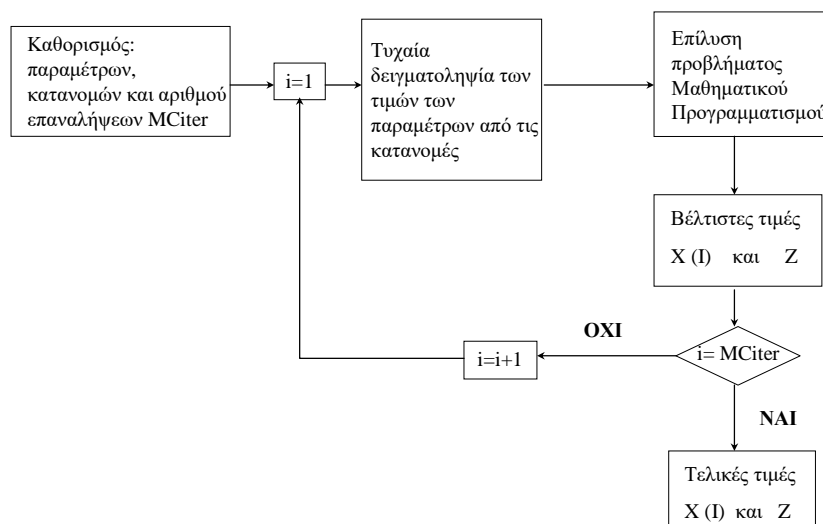 Καθορισμός:
παραμέτρων,
κατανομών και αριθμού
επαναλήψεων MCiter
i=1
Τυχαία
δειγματοληψία των
τιμών των
παραμέτρων από τις
κατανομές
Επίλυση
προβλήματος
Μαθηματικού
Προγραμματισμού
Βέλτιστες τιμές
X (I) και Z
i= MCiter
ΟΧΙ
i=i+1
ΝΑΙ
Τελικές τιμές
X (I) και Z